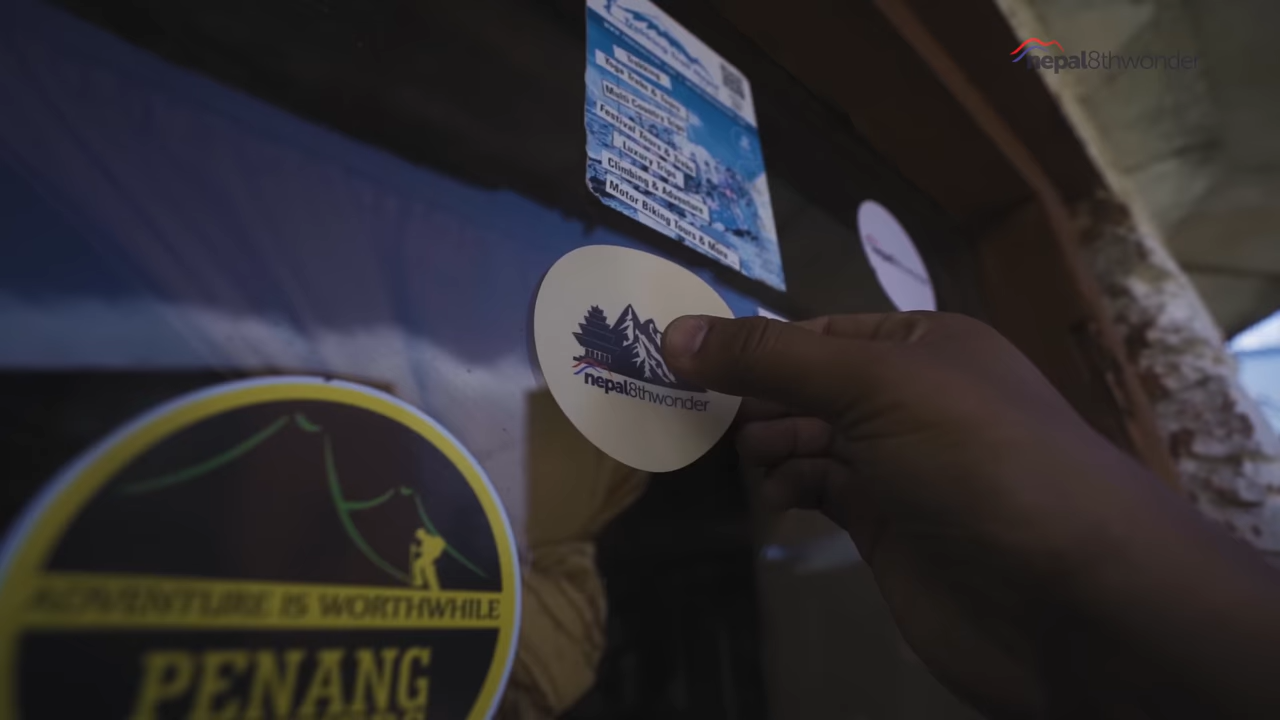 nepal8thwonder
Trekking
Yoga Treks & Tours
Multi Country Trips
Festival Tours & Treks
Luxury Trips
Climbing & Adventure
Motor Biking Tours & More...
nepal8thwonder
ADVENTURE IS WORTHWHILE
PENANG